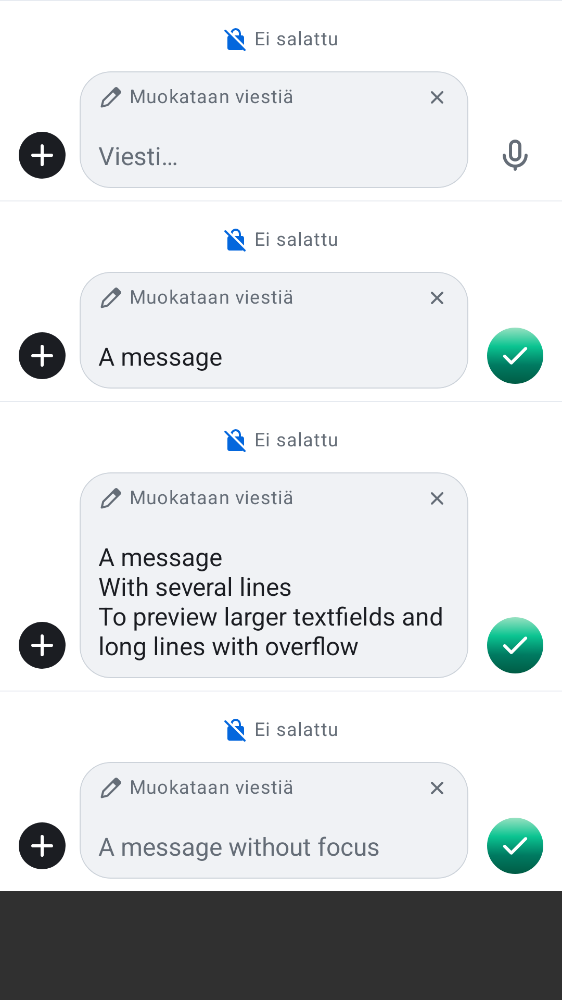 Ei salattu
Muokataan viestiä
Viesti…
Ei salattu
Muokataan viestiä
A message
Ei salattu
Muokataan viestiä
A message
With several lines
To preview larger textfields and
long lines with overflow
Ei salattu
Muokataan viestiä
A message without focus